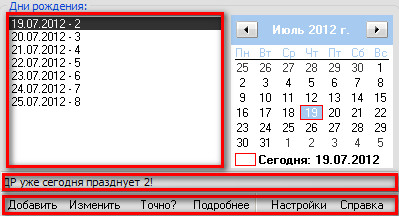 Дни рождения:
19.07.2012 - 2
20.07.2012 - 3
21.07.2012 - 4
22.07.2012 - 5
23.07.2012 - 6
24.07.2012 - 7
25.07.2012 - 8
Июль 2012 г.
Пн Вт Ср Чт Пт Сб Вс
25 26 27 28 29 30 1
2 3 4 5 6 7 8
9 10 11 12 13 14 15
16 17 18 19 20 21 22
23 24 25 26 27 28 29
30 31 1 2 3 4 5
Сегодня: 19.07.2012
ДР уже сегодня празднует 2!
Добавить Изменить Точно? Подробнее Настройки Справка